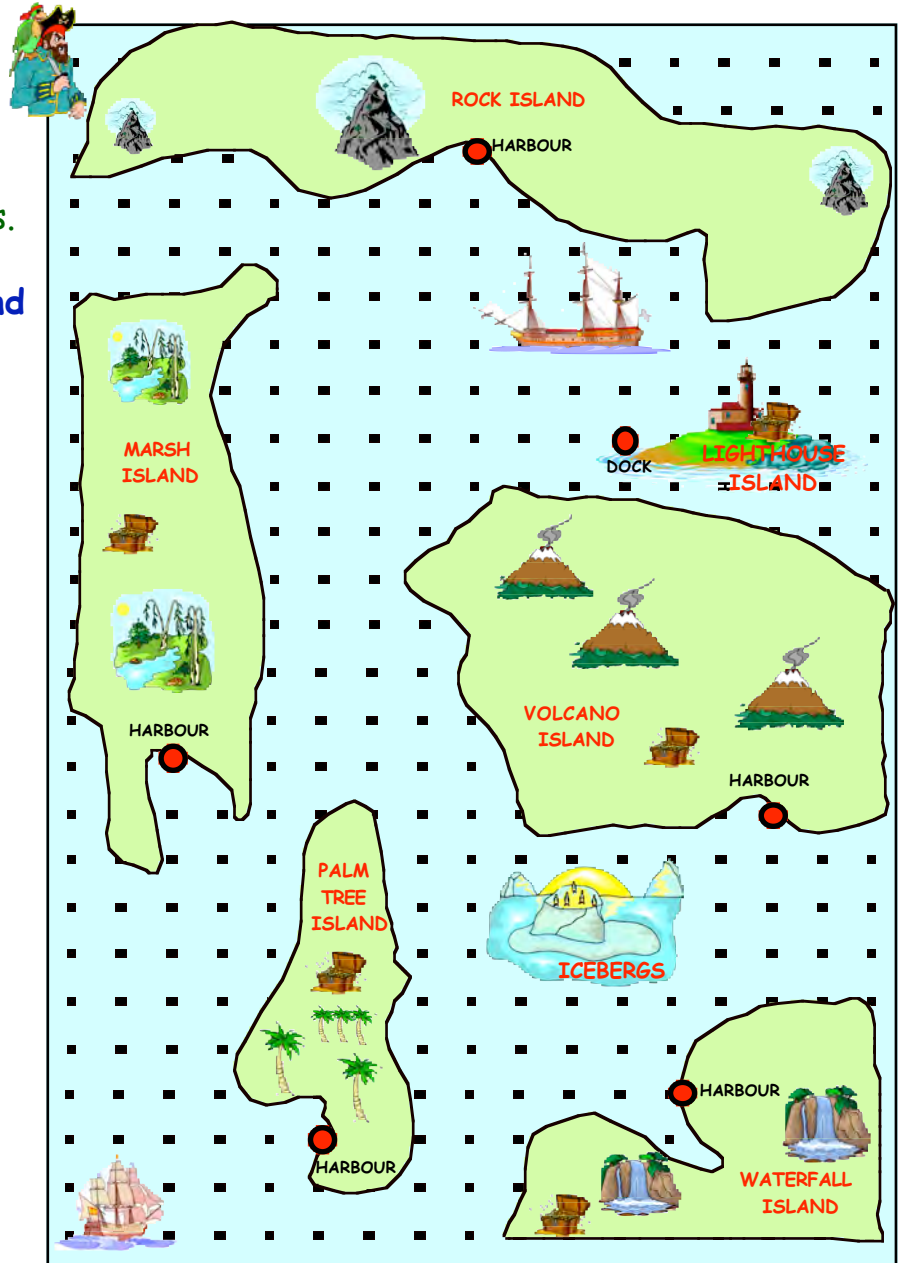 ROCK ISLAND
HARBOUR
s.
nd
MARSH
ISLAND
LIGHTHOUSE
ISLAND
DOCK
VOLCANO
ISLAND
HARBOUR
HARBOUR
PALM
TREE
ISLAND
ICEBERGS
HARBOUR
HARBOUR
WATERFALL
ISLAND